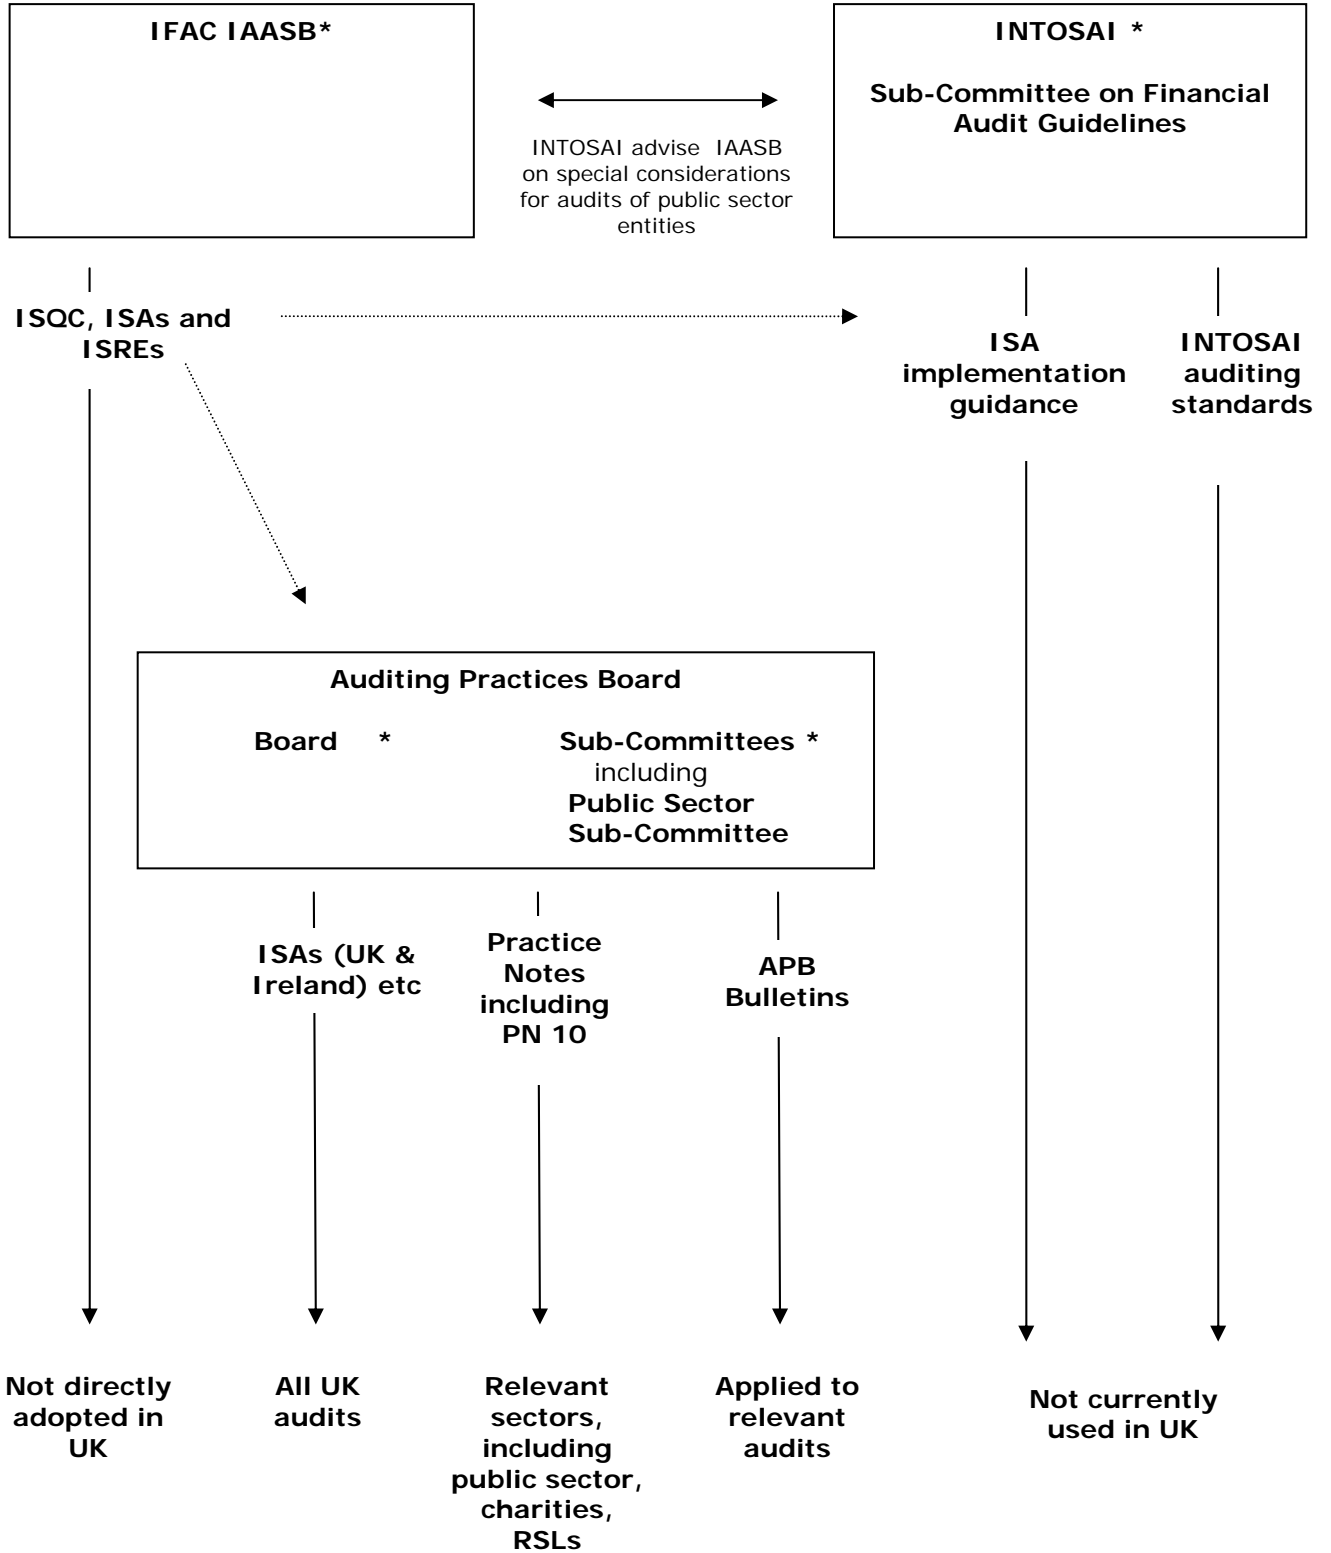 IFAC IAASB*
INTOSAI *
Sub-Committee on Financial
Audit Guidelines
INTOSAI advise IAASB
on special considerations
for audits of public sector
entities
ISQC, ISAs and
ISREs
ISA
implementation
guidance
INTOSAI
auditing
standards
Auditing Practices Board
Board *
Sub-Committees *
including
Public Sector
Sub-Committee
ISAs (UK &
Ireland) etc
Practice
Notes
including
PN 10
APB
Bulletins
Not directly
adopted in
UK
All UK
audits
Relevant
sectors,
including
public sector,
charities,
RSLs
Applied to
relevant
audits
Not currently
used in UK